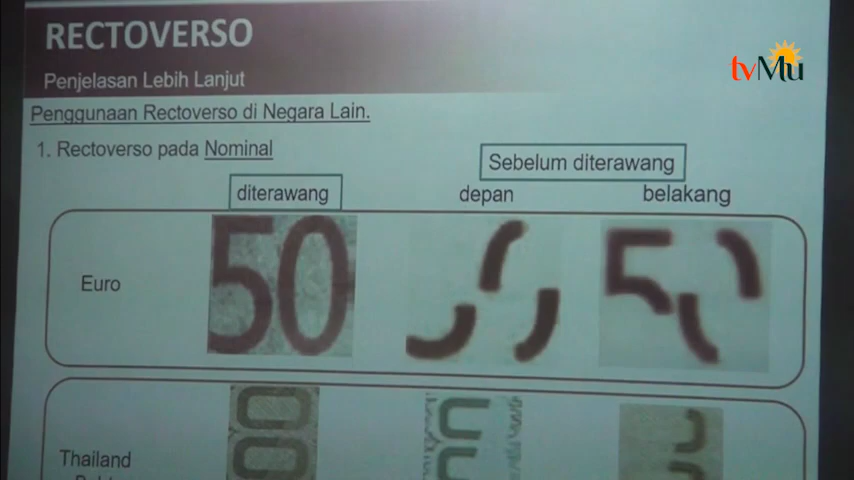 RECTOVERSO
tvMu
Penjelasan Lebih Lanjut
Penggunaan Rectoverso di Negara Lain.
1. Rectoverso pada Nominal
Sebelum diterawang
diterawang
depan
belakang
Euro
50
Thailand